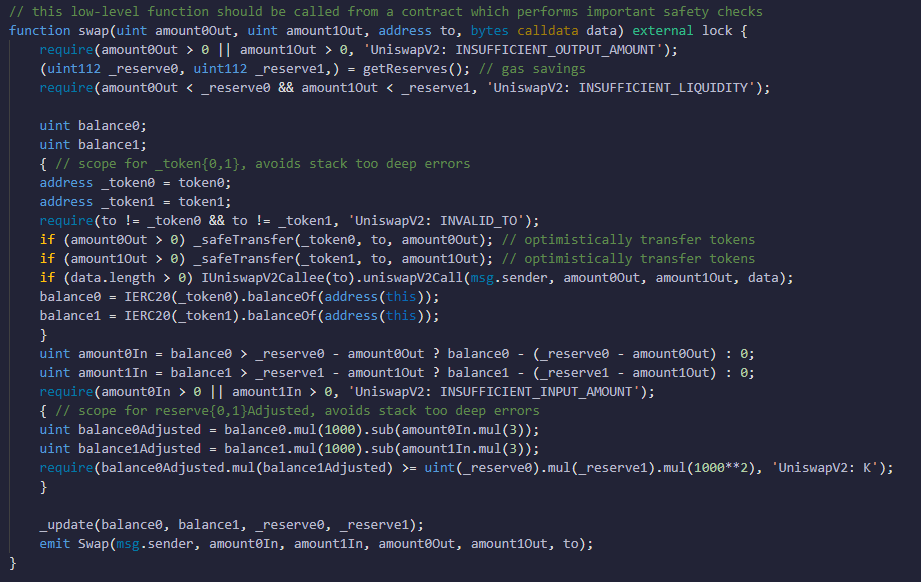 // this low-level function should be called from a contract which performs important safety checks
function swap(uint amount0Out, uint amount1Out, address to, bytes calldata data) external lock {
require(amount0Out > 0 || amount1Out > 0, 'UniswapV2: INSUFFICIENT_OUTPUT_AMOUNT');
(uint112 _reserve0, uint112 _reserve1,) = getReserves(); // gas savings
require(amount0Out < _reserve0 && amount1Out < _reserve1, 'UniswapV2: INSUFFICIENT_LIQUIDITY');
uint balance0;
uint balance1;
{ // scope for _token{0,1}, avoids stack too deep errors
address _token0 = token0;
address _token1 = token1;
require(to != _token0 && to != _token1, 'UniswapV2: INVALID_TO');
if (amount0Out > 0) _safeTransfer(_token0, to, amount0Out); // optimistically transfer tokens
if (amount1Out > 0) _safeTransfer(_token1, to, amount1Out); // optimistically transfer tokens
if (data.length > 0) IUniswapV2Callee(to).uniswapV2Call(msg.sender, amount0Out, amount1Out, data);
balance0 = IERC20(_token0).balanceOf(address(this));
balance1 = IERC20(_token1).balanceOf(address(this));
}
uint amount0In = balance0 > _reserve0 - amount0Out ? balance0 - (_reserve0 - amount0Out) : 0;
uint amount1In = balance1 > _reserve1 - amount1Out ? balance1 - (_reserve1 - amount1Out) : 0;
require(amount0In > 0 || amount1In > 0, 'UniswapV2: INSUFFICIENT_INPUT_AMOUNT');
{ // scope for reserve{0,1}Adjusted, avoids stack too deep errors
uint balance0Adjusted = balance0.mul(1000).sub(amount0In.mul(3));
uint balance1Adjusted = balance1.mul(1000).sub(amount1In.mul(3));
require(balance0Adjusted.mul(balance1Adjusted) >= uint(_reserve0).mul(_reserve1).mul(1000**2), 'UniswapV2: K');
}
_update(balance0, balance1, _reserve0, _reserve1);
emit Swap(msg.sender, amount0In, amount1In, amount0Out, amount1Out, to);
}